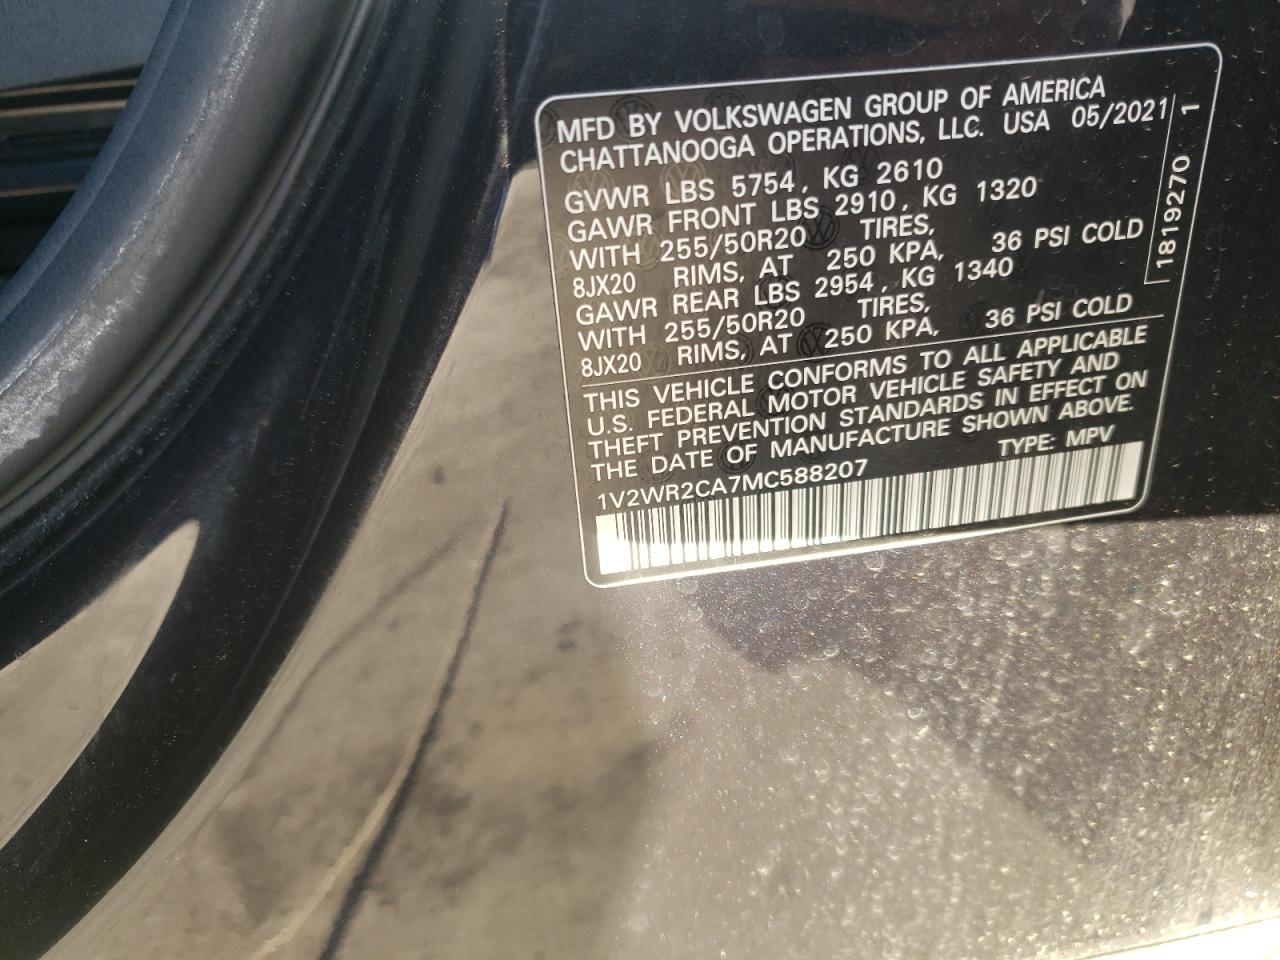 MFD BY VOLKSWAGEN GROUP OF AMERICA
CHATTANOOGA OPERATIONS, LLC. USA 05/2021
GVWR LBS 5754, KG 2610
GAWR FRONT LBS 2910, KG 1320
WITH 255/50R20 TIRES,
8JX20 RIMS, AT 250 KPA, 36 PSI COLD
GAWR REAR LBS 2954, KG 1340
WITH 255/50R20 TIRES,
8JX20 RIMS, AT 250 KPA, 36 PSI COLD
THIS VEHICLE CONFORMS TO ALL APPLICABLE
U.S. FEDERAL MOTOR VEHICLE SAFETY AND
THEFT PREVENTION STANDARDS IN EFFECT ON
THE DATE OF MANUFACTURE SHOWN ABOVE.
1V2WR2CA7MC588207 TYPE: MPV
1819270 1